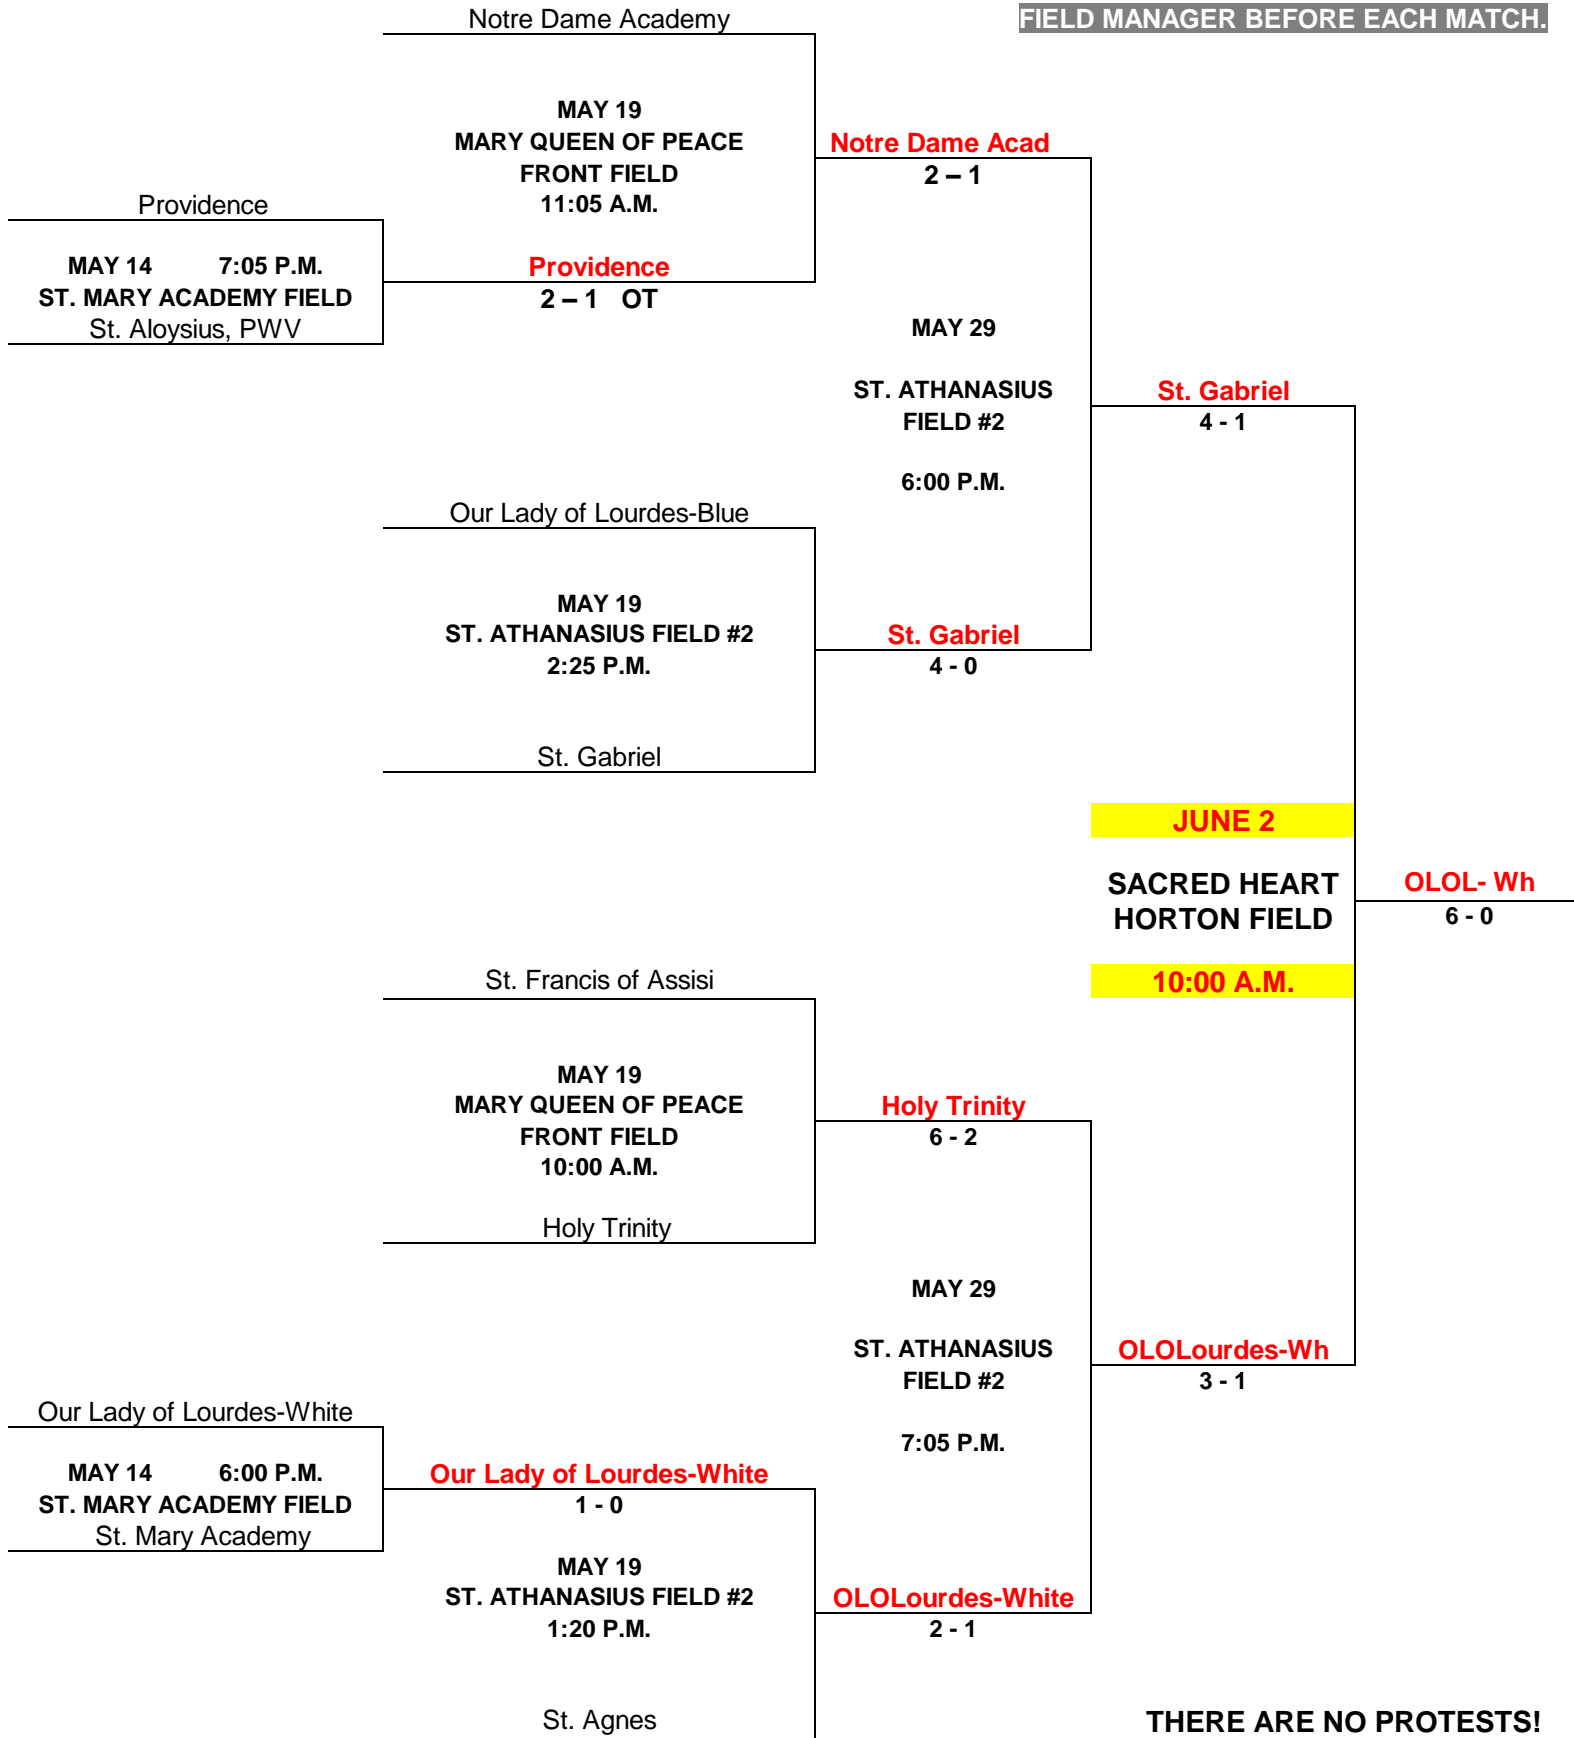 Notre Dame Academy
FIELD MANAGER BEFORE EACH MATCH.
MAY 19
MARY QUEEN OF PEACE
FRONT FIELD
11:05 A.M.
Notre Dame Acad
2 – 1
Providence
MAY 14 7:05 P.M.
ST. MARY ACADEMY FIELD
St. Aloysius, PWV
Providence
2 – 1 OT
MAY 29
ST. ATHANASIUS
FIELD #2
6:00 P.M.
St. Gabriel
4 - 1
Our Lady of Lourdes-Blue
MAY 19
ST. ATHANASIUS FIELD #2
2:25 P.M.
St. Gabriel
4 - 0
St. Gabriel
JUNE 2
SACRED HEART
HORTON FIELD
10:00 A.M.
OLOL- Wh
6 - 0
St. Francis of Assisi
MAY 19
MARY QUEEN OF PEACE
FRONT FIELD
10:00 A.M.
Holy Trinity
6 - 2
Holy Trinity
MAY 29
ST. ATHANASIUS
FIELD #2
7:05 P.M.
OLOLourdes-Wh
3 - 1
Our Lady of Lourdes-White
MAY 14 6:00 P.M.
ST. MARY ACADEMY FIELD
St. Mary Academy
Our Lady of Lourdes-White
1 - 0
MAY 19
ST. ATHANASIUS FIELD #2
1:20 P.M.
OLOLourdes-White
2 - 1
St. Agnes
THERE ARE NO PROTESTS!